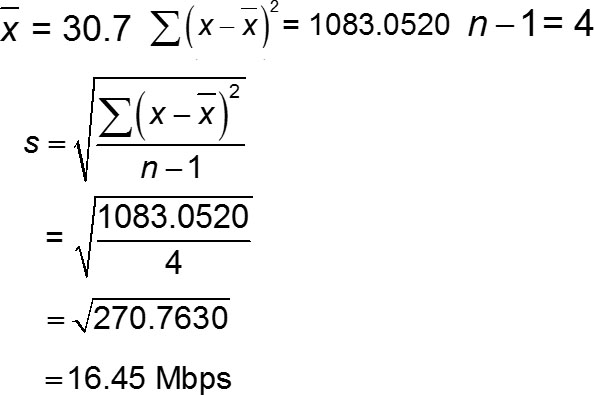 x̄ = 30.7 ∑(x – x̄)² = 1083.0520 n – 1 = 4
s = √(∑(x – x̄)² / (n – 1))
= √(1083.0520 / 4)
= √270.7630
= 16.45 Mbps